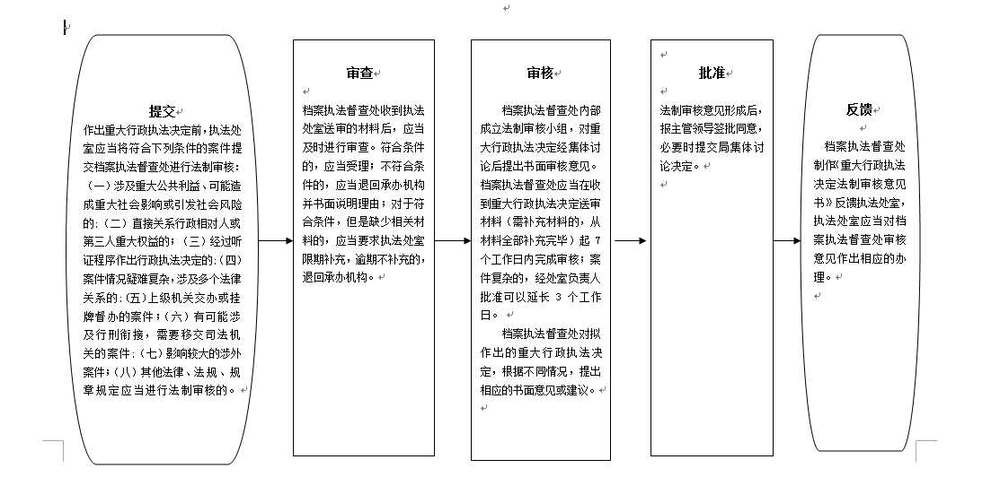 提交
作出重大行政执法决定前，执法处
室应当将符合下列条件的案件提
交档案执法督查处进行法制审核：
（一）涉及重大公共利益、可能造
成重大社会影响或引发社会风险
的；（二）直接关系行政相对人或
第三人重大权益的；（三）经过听
证程序作出行政执法决定的；（四）
案件情况疑难复杂，涉及多个法律
关系的；（五）上级机关交办或挂
牌督办的案件；（六）有可能涉
及行刑衔接，需要移交司法机
关的案件；（七）影响较大的涉外
案件；（八）其他法律、法规、规
章规定应当进行法制审核的。
审查
档案执法督查处收到执法
处室送审的材料后，应当
及时进行审查。符合条件
的，应当受理；不符合条
件的，应当退回承办机构
并书面说明理由；对于符
合条件，但是缺少相关材
料的，应当要求执法处室
限期补充，逾期不补充的，
退回承办机构。
审核
档案执法督查处内部
成立法制审核小组，对重
大行政执法决定经集体讨
论后提出书面审核意见。
档案执法督查处应当在收
到重大行政执法决定送审
材料（需补充材料的，从
材料全部补充完毕）起 7
个工作日内完成审核；案
件复杂的，经处室负责人
批准可以延长 3 个工作
日。
档案执法督查处对拟
作出的重大行政执法决
定，根据不同情况，提出
相应的书面意见或建议。
批准
法制审核意见形成后，
报主管领导签批同意，
必要时提交局集体讨
论决定。
反馈
档案执法督查处
制作《重大行政执法
决定法制审核意见
书》反馈执法处室，
执法处室应当对档
案执法督查处审核
意见作出相应的办
理。